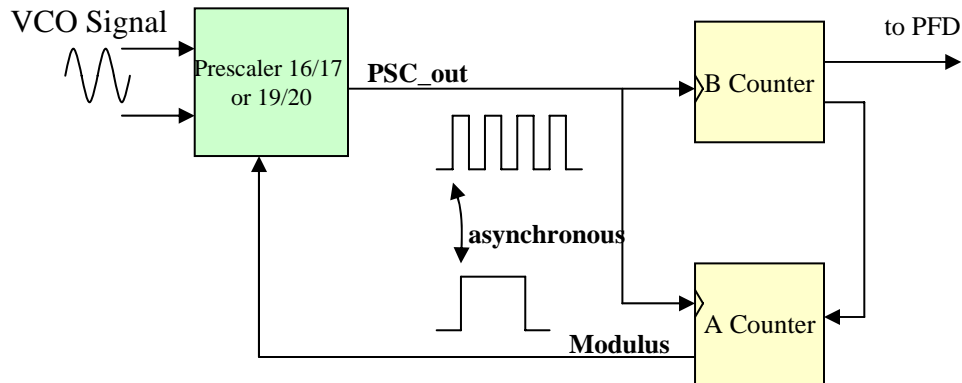 VCO Signal
to PFD
Prescaler 16/17
or 19/20
PSC_out
B Counter
asynchronous
A Counter
Modulus